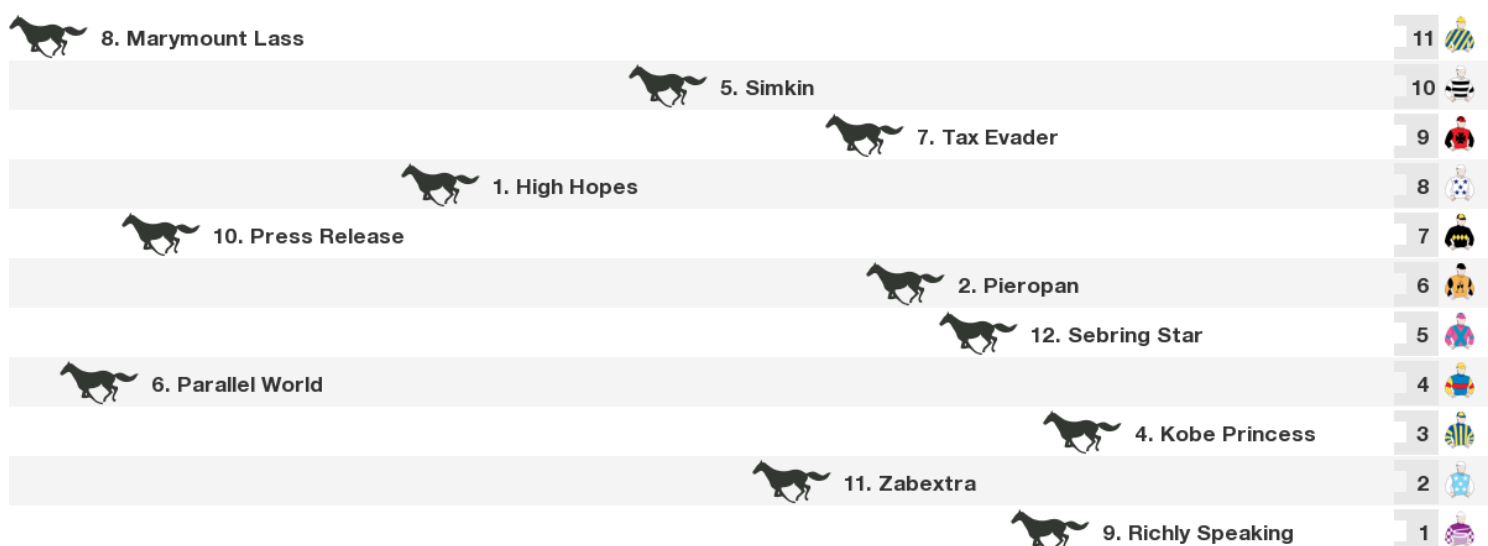 8. Marymount Lass 11
5. Simkin 10
7. Tax Evader 9
1. High Hopes 8
10. Press Release 7
2. Pieropan 6
12. Sebring Star 5
6. Parallel World 4
4. Kobe Princess 3
11. Zabextra 2
9. Richly Speaking 1